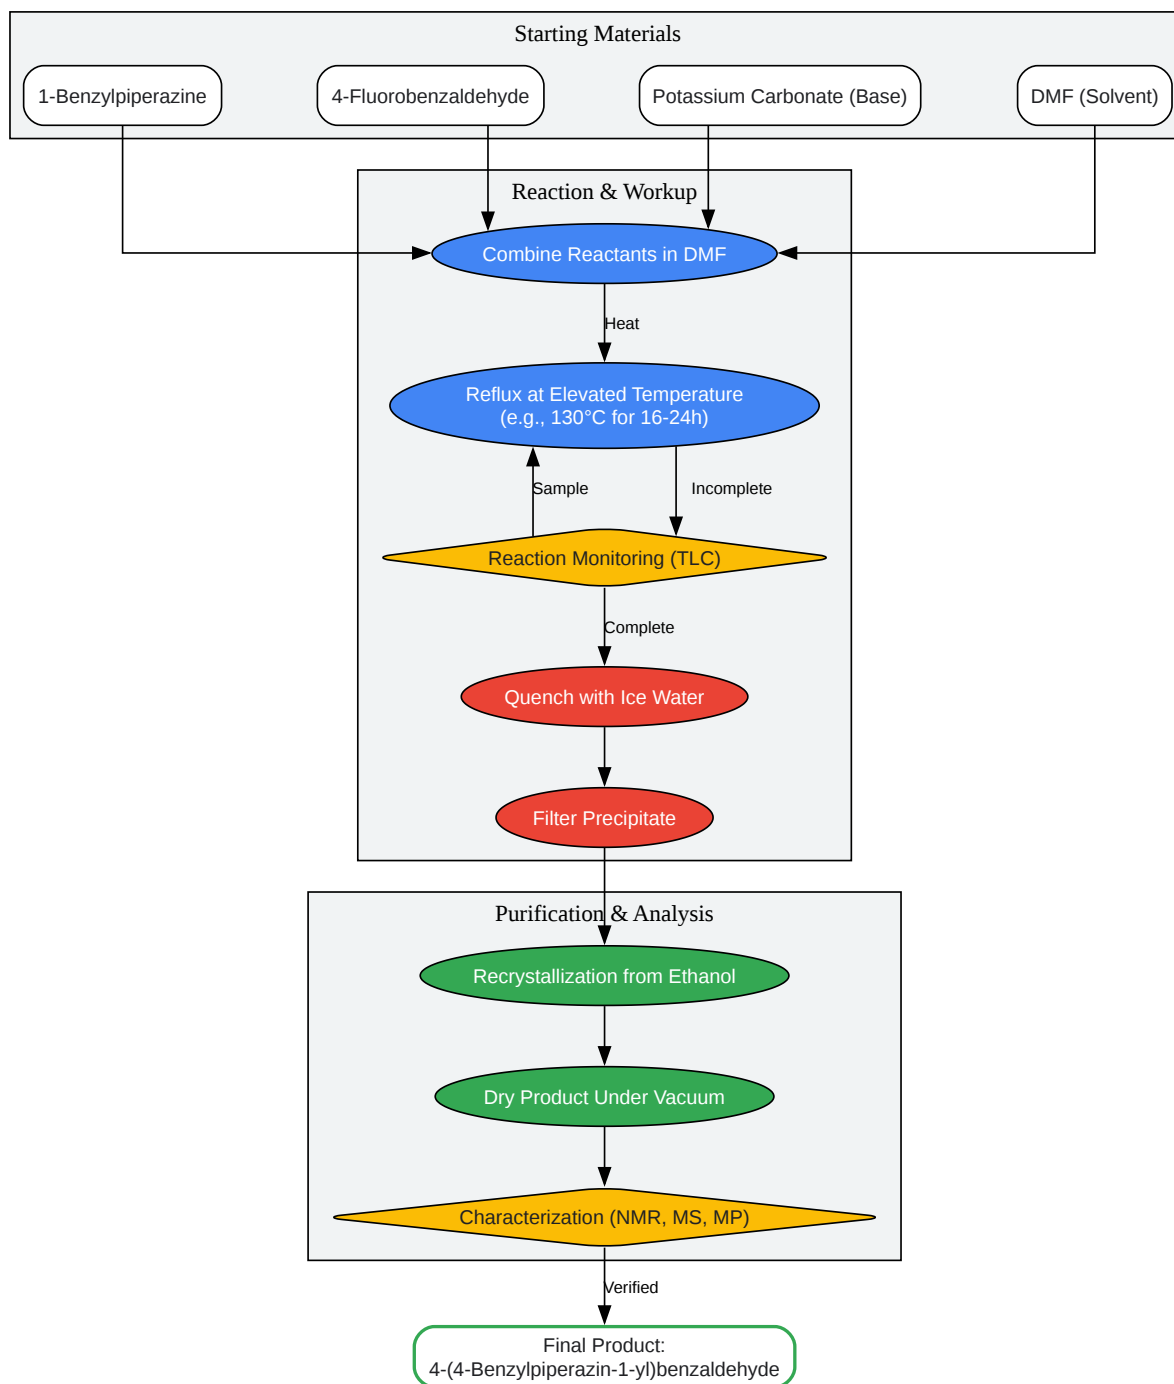 Starting Materials
1-Benzylpiperazine
4-Fluorobenzaldehyde
Potassium Carbonate (Base)
DMF (Solvent)
Reaction & Workup
Combine Reactants in DMF
Heat
Reflux at Elevated Temperature
(e.g., 130°C for 16-24h)
Sample
Incomplete
Reaction Monitoring (TLC)
Complete
Quench with Ice Water
Filter Precipitate
Purification & Analysis
Recrystallization from Ethanol
Dry Product Under Vacuum
Characterization (NMR, MS, MP)
Verified
Final Product:
4-(4-Benzylpiperazin-1-yl)benzaldehyde